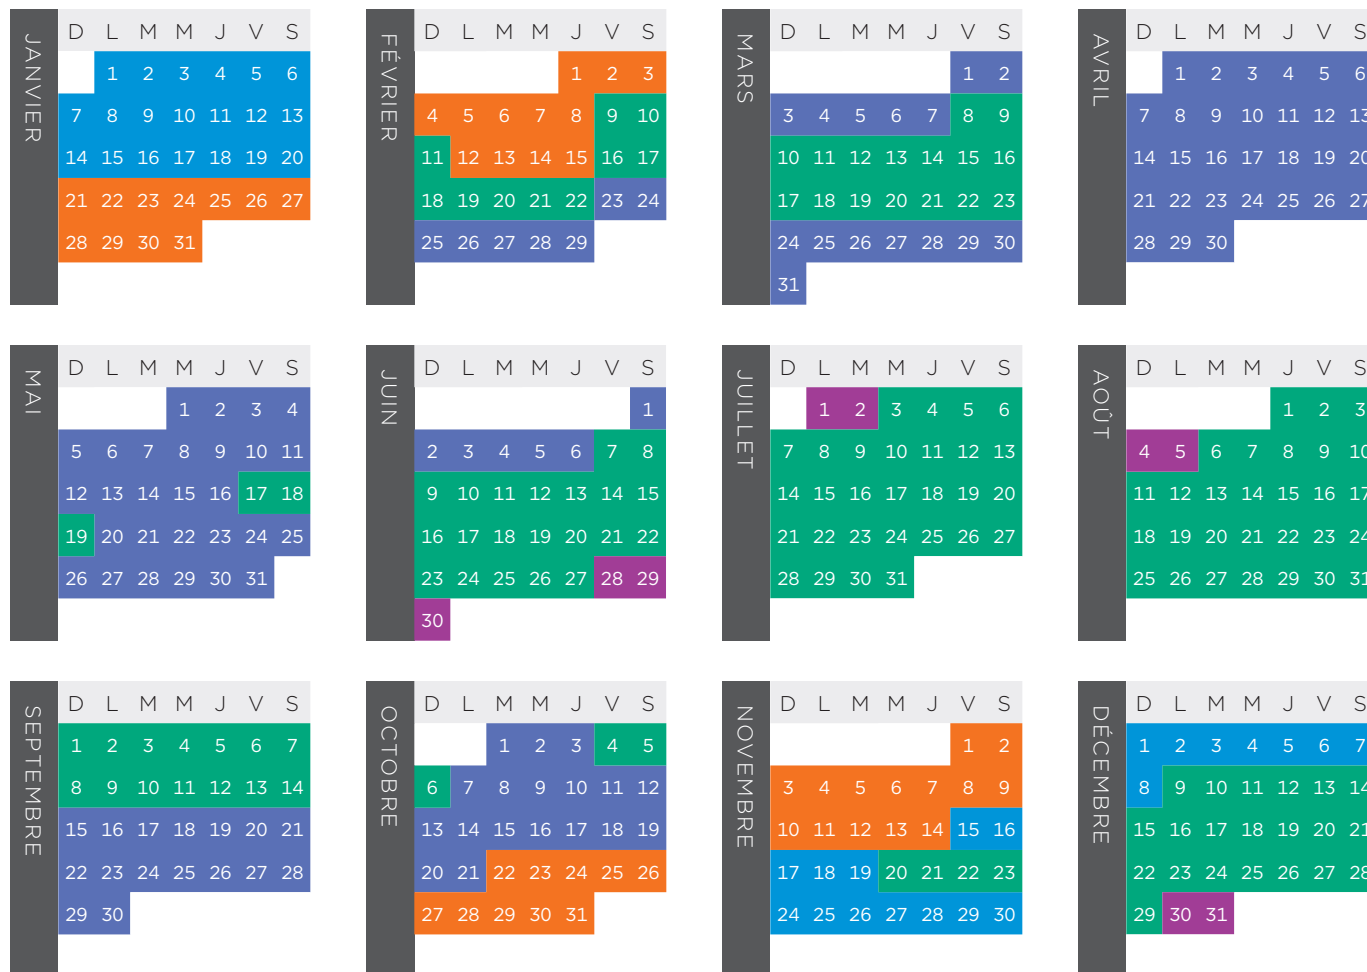 JANVIER
D L M M J V S
1 2 3 4 5 6
7 8 9 10 11 12 13
14 15 16 17 18 19 20
21 22 23 24 25 26 27
28 29 30 31
FÉVRIER
D L M M J V S
1 2 3
4 5 6 7 8 9 10
11 12 13 14 15 16 17
18 19 20 21 22 23 24
25 26 27 28 29
MARS
D L M M J V S
1 2
3 4 5 6 7 8 9
10 11 12 13 14 15 16
17 18 19 20 21 22 23
24 25 26 27 28 29 30
31
AVRIL
D L M M J V S
1 2 3 4 5 6
7 8 9 10 11 12 13
14 15 16 17 18 19 20
21 22 23 24 25 26 27
28 29 30
MAI
D L M M J V S
1 2 3 4
5 6 7 8 9 10 11
12 13 14 15 16 17 18
19 20 21 22 23 24 25
26 27 28 29 30 31
JUIN
D L M M J V S
1
2 3 4 5 6 7 8
9 10 11 12 13 14 15
16 17 18 19 20 21 22
23 24 25 26 27 28 29
30
JUILLET
D L M M J V S
1 2 3 4 5 6
7 8 9 10 11 12 13
14 15 16 17 18 19 20
21 22 23 24 25 26 27
28 29 30 31
AOÛT
D L M M J V S
1 2 3
4 5 6 7 8 9 10
11 12 13 14 15 16 17
18 19 20 21 22 23 24
25 26 27 28 29 30 31
SEPTEMBRE
D L M M J V S
1 2 3 4 5 6 7
8 9 10 11 12 13 14
15 16 17 18 19 20 21
22 23 24 25 26 27 28
29 30
OCTOBRE
D L M M J V S
1 2 3 4 5
6 7 8 9 10 11 12
13 14 15 16 17 18 19
20 21 22 23 24 25 26
27 28 29 30 31
NOVEMBRE
D L M M J V S
1 2
3 4 5 6 7 8 9
10 11 12 13 14 15 16
17 18 19 20 21 22 23
24 25 26 27 28 29 30
DÉCEMBRE
D L M M J V S
1 2 3 4 5 6 7
8 9 10 11 12 13 14
15 16 17 18 19 20 21
22 23 24 25 26 27 28
29 30 31